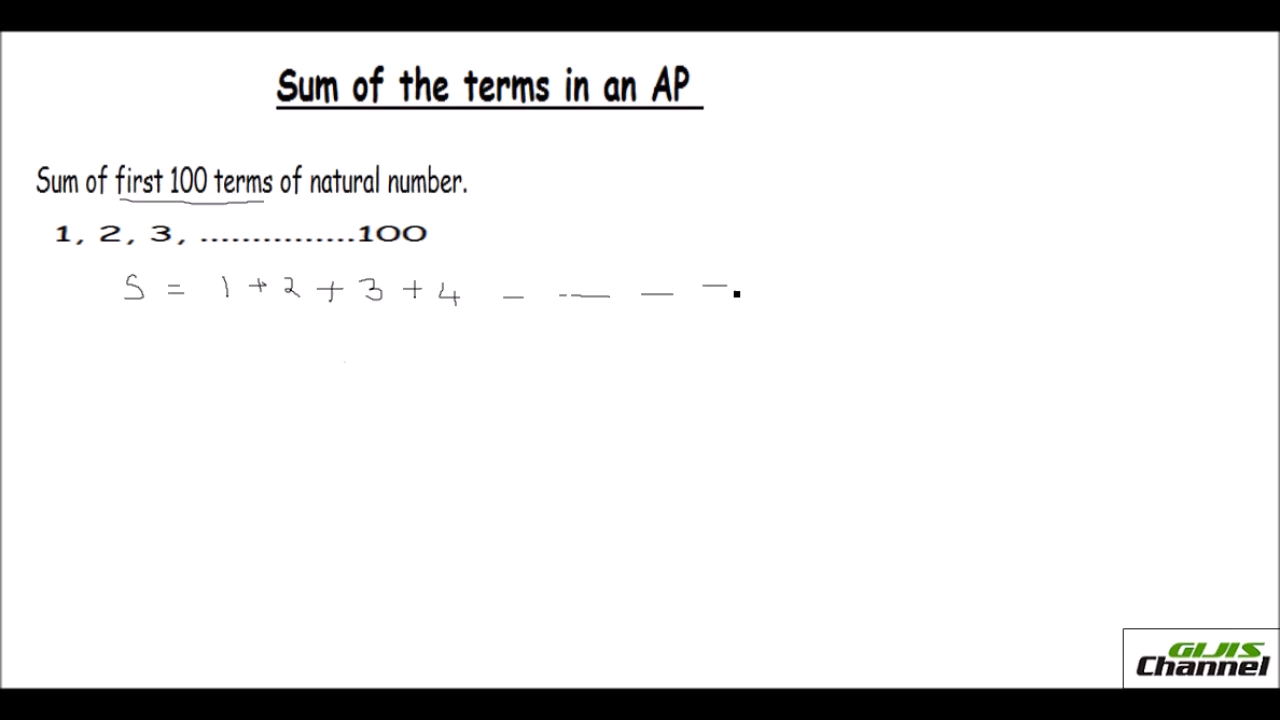 Sum of the terms in an AP
Sum of first 100 terms of natural number.
1, 2, 3, ...............100
S = 1 + 2 + 3 + 4 - - - - -
GIJIS
Channel